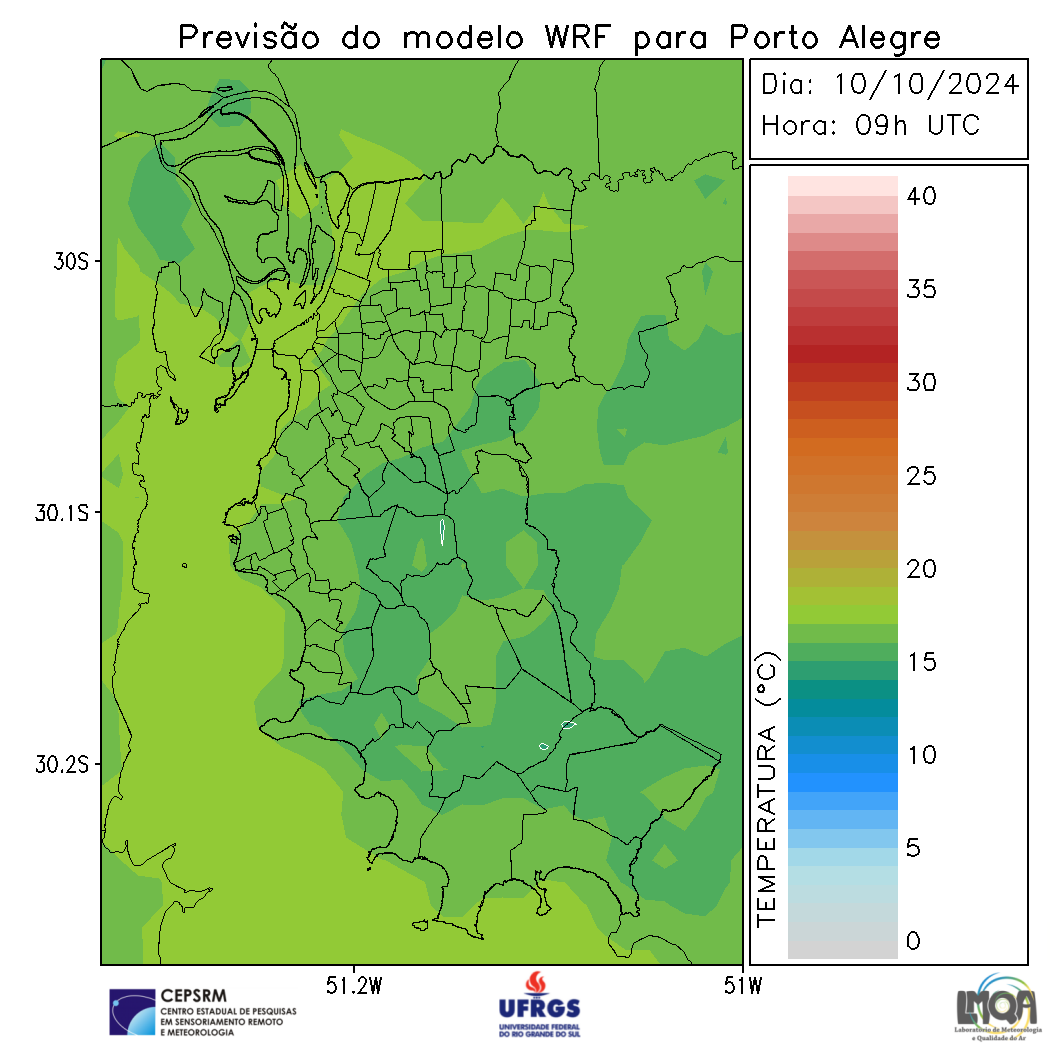 Previsão do modelo WRF para Porto Alegre
Dia: 10/10/2024
Hora: 09h UTC
30S
30.1S
30.2S
51.2W
51W
40
35
30
25
20
15
10
5
0
TEMPERATURA (°C)
CEPSRM
CENTRO ESTADUAL DE PESQUISAS
EM SENSORIAMENTO REMOTO
E METEOROLOGIA
UFRGS
UNIVERSIDADE FEDERAL
DO RIO GRANDE DO SUL
LMQA
Laboratório de Meteorologia
e Qualidade do Ar